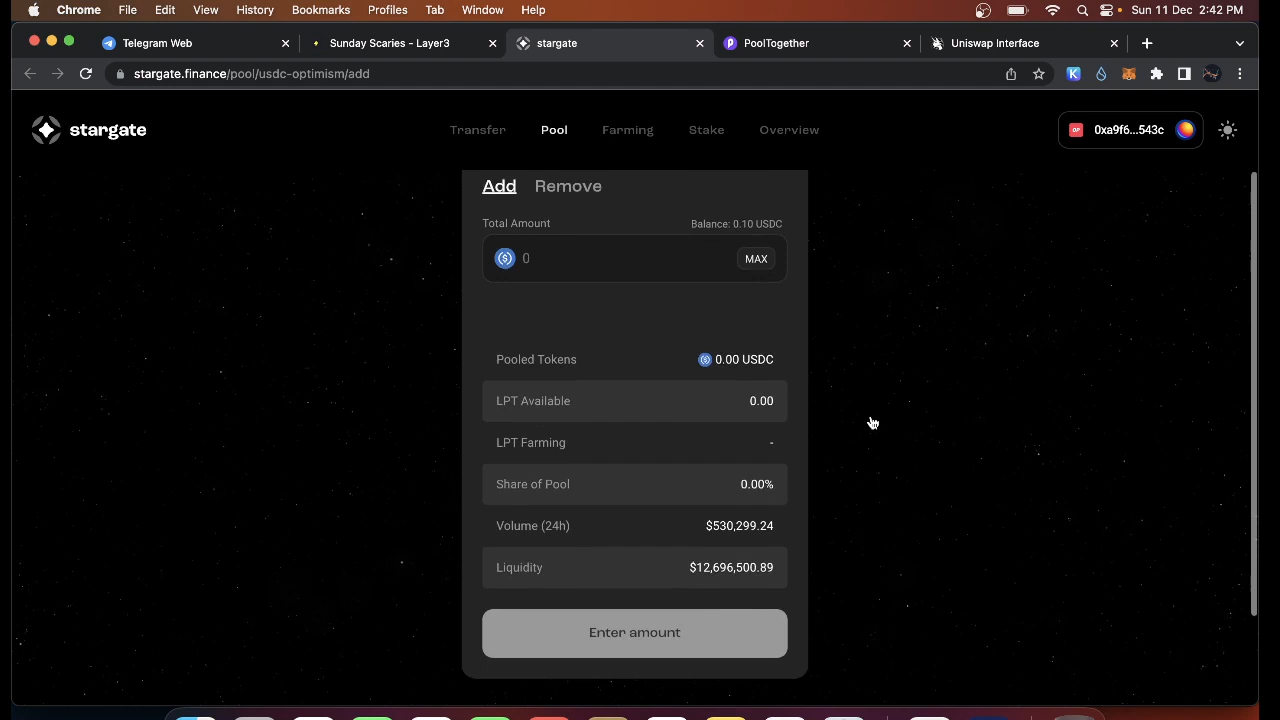 Chrome File Edit View History Bookmarks Profiles Tab Window Help Sun 11 Dec 2:42 PM
Telegram Web Sunday Scaries - Layer3 stargate PoolTogether Uniswap Interface
stargate.finance/pool/usdc-optimism/add
stargate Transfer Pool Farming Stake Overview OP 0xa9f6...543c
Add Remove
Total Amount Balance: 0.10 USDC
0 MAX
Pooled Tokens 0.00 USDC
LPT Available 0.00
LPT Farming -
Share of Pool 0.00%
Volume (24h) $530,299.24
Liquidity $12,696,500.89
Enter amount